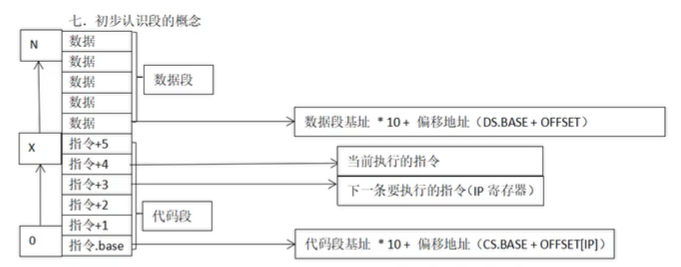 七．初步认识段的概念
N
数据
数据
数据
数据
数据
数据段
数据段基址 *10+ 偏移地址（DS.BASE + OFFSET）
X
指令+5
指令+4
当前执行的指令
指令+3
下一条要执行的指令（IP 寄存器）
指令+2
代码段
指令+1
0
指令.base
代码段基址 *10+ 偏移地址（CS.BASE + OFFSET[IP]）